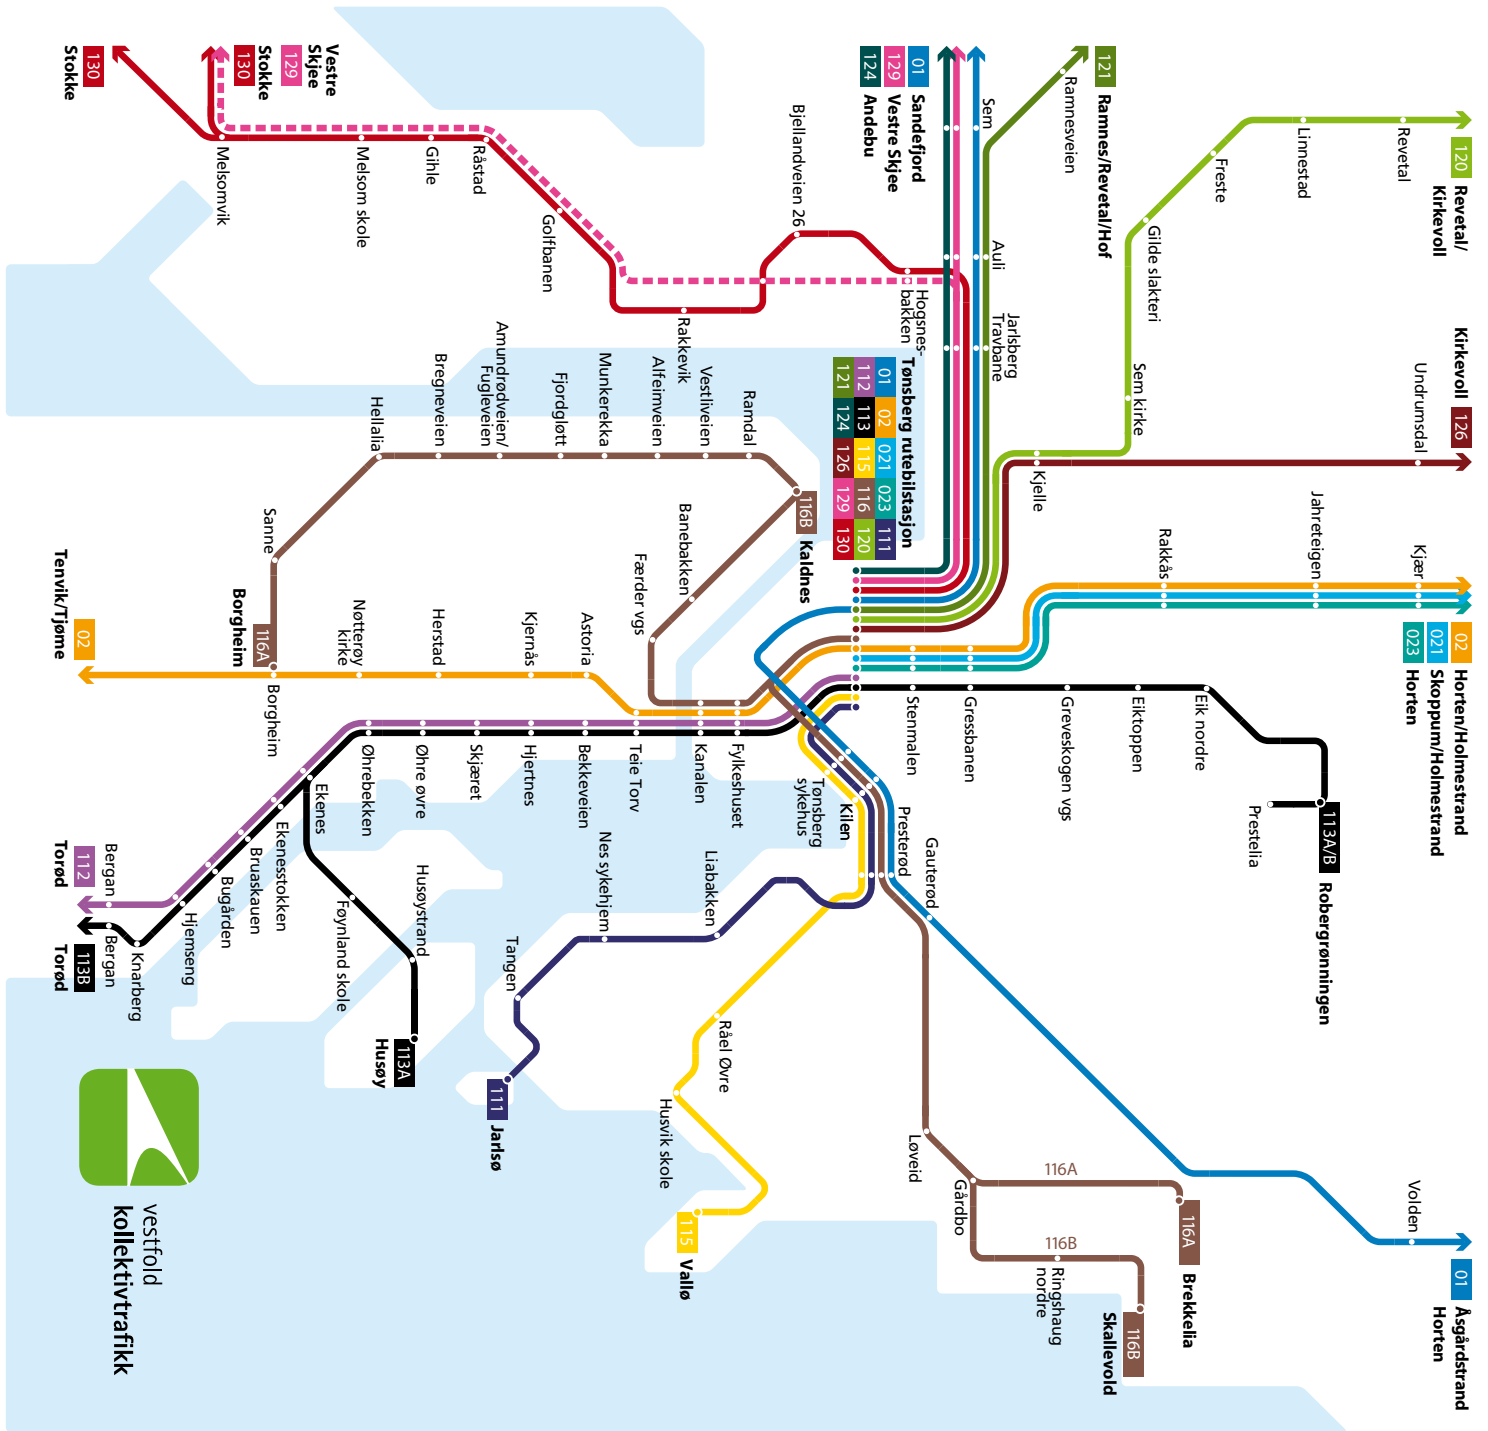 120
Revetal/
Kirkevoll
Revetal
Linnestad
Freste
Gilde slakteri
Sem kirke
Kirkevoll
126
Undrumsdal
Kjelle
121
Ramnes/Revetal/Hof
Ramnesveien
Sem
Auli
Jarlsberg
Travbane
01
Sandefjord
129
Vestre Skjee
124
Andebu
Bjellandveien 26
Hogsnes-
bakken
Rakkevik
Golfbanen
Råstad
Gihle
Melsom skole
Melsomvik
Vestre
Skjee
129
130
Stokke
130
Stokke
Tønsberg rutebilstasjon
01 02 021 023 111
112 113 115 116 120
121 124 126 129 130
Jahreteigen
Kjær
Rakkås
02
Horten/Holmestrand
021
Skoppum/Holmestrand
023
Horten
Stenmalen
Gressbanen
Greveskogen vgs
Eiktoppen
Eik nordre
Prestelia
113A/B
Robergrønningen
116B
Kaldnes
Ramdal
Vestliveien
Alfeimveien
Munkerekka
Fjordgløtt
Amundrødveien/
Fugleveien
Bregneveien
Hellalia
Sanne
Borgheim
116A
Banebakken
Færder vgs
Astoria
Kjernås
Herstad
Nøtterøy
kirke
Borgheim
Tenvik/Tjøme
02
Fylkeshuset
Kanalen
Teie Torv
Bekkeveien
Hjertnes
Skjæret
Øhre øvre
Øhrebekken
Ekenes
Ekenesstokken
Bruaskauen
Bugården
Hjemseng
Knarberg
Bergan
Bergan
112
Torød
113B
Torød
Føynland skole
Husøystrand
113A
Husøy
Tønsberg
sykehus
Kilen
Presterød
Gauterød
Liabakken
Nes sykehjem
Tangen
111
Jarlsø
Råel Øvre
Husvik skole
115
Vallø
Løveid
Gårdbo
116A
116A
Brekkelia
116B
Ringshaug
nordre
116B
Skallevold
Volden
01
Åsgårdstrand
Horten
vestfold
kollektivtrafikk